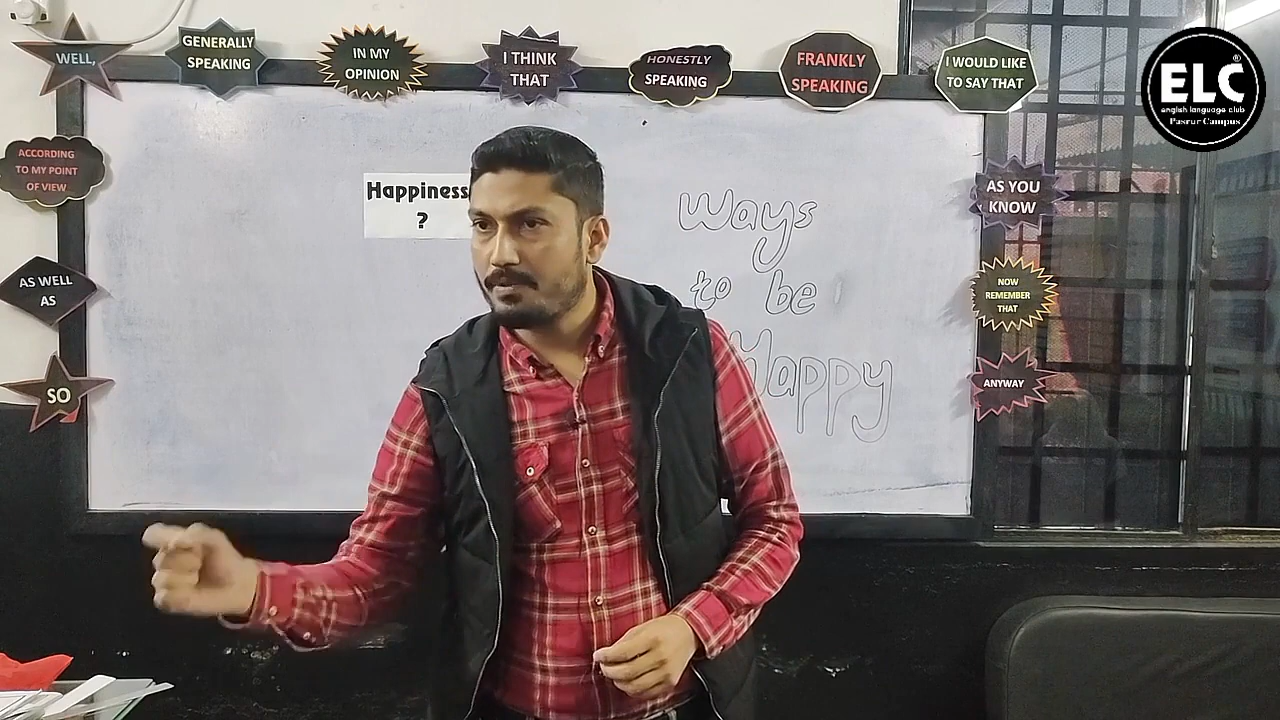 WELL,
GENERALLY
SPEAKING
IN MY
OPINION
I THINK
THAT
HONESTLY
SPEAKING
FRANKLY
SPEAKING
I WOULD LIKE
TO SAY THAT
ELC®
english language club
Pasrur Campus
ACCORDING
TO MY POINT
OF VIEW
AS WELL
AS
SO
Happiness
?
Ways
to be
Happy
AS YOU
KNOW
NOW
REMEMBER
THAT
ANYWAY